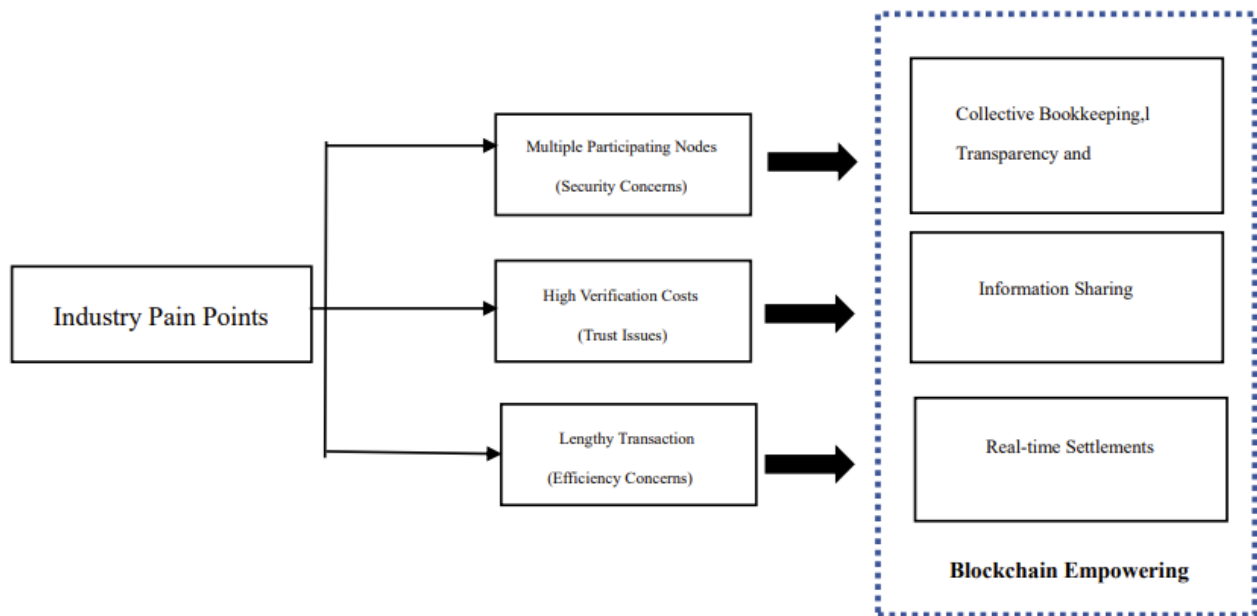 Industry Pain Points
Multiple Participating Nodes
(Security Concerns)
High Verification Costs
(Trust Issues)
Lengthy Transaction
(Efficiency Concerns)
Collective Bookkeeping,l
Transparency and
Information Sharing
Real-time Settlements
Blockchain Empowering